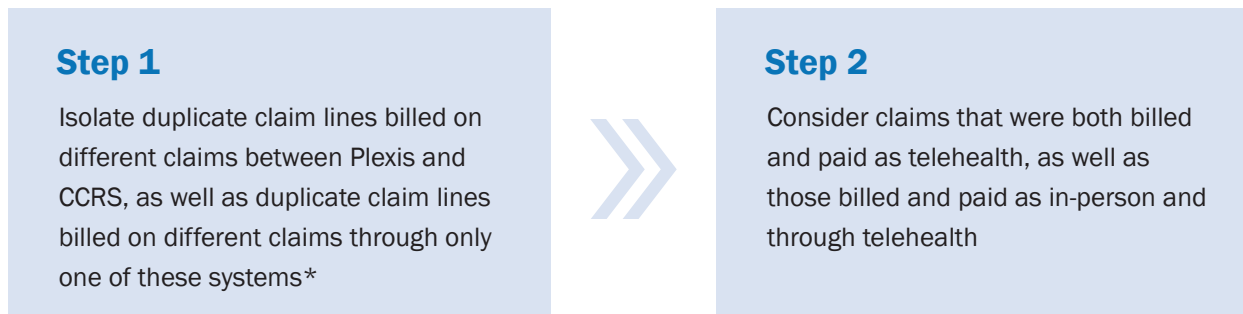 Step 1
Isolate duplicate claim lines billed on
different claims between Plexis and
CCRS, as well as duplicate claim lines
billed on different claims through only
one of these systems*
Step 2
Consider claims that were both billed
and paid as telehealth, as well as
those billed and paid as in-person and
through telehealth